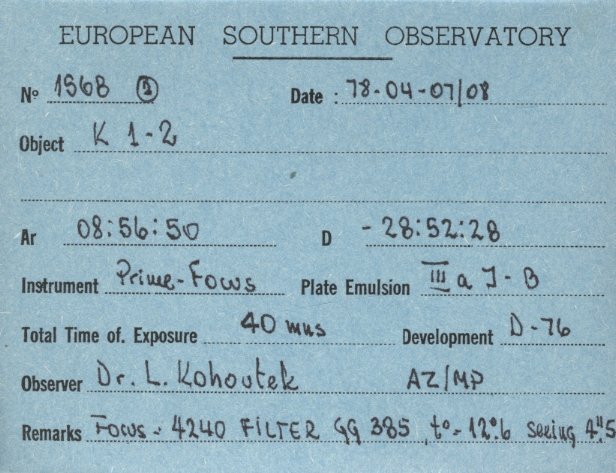 EUROPEAN SOUTHERN OBSERVATORY
Nº 1568 ③ Date : 78-04-07/08
Object K 1-2
Ar 08:56:50 D -28:52:28
Instrument Prime-Focus Plate Emulsion III a J-B
Total Time of. Exposure 40 mns Development D-76
Observer Dr. L. Kohoutek AZ/MP
Remarks Focus = 4240 FILTER GG 385 tº= 12º6 seeing 4"5